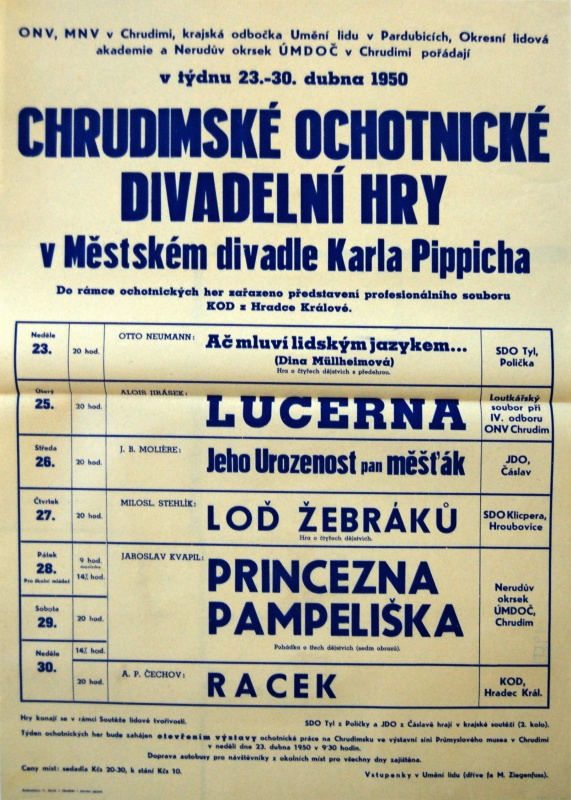 ONV, MNV v Chrudimi, krajská odbočka Umění lidu v Pardubicích, Okresní lidová
akademie a Nerudův okrsek ÚMDOČ v Chrudimi pořádají
v týdnu 23.-30. dubna 1950
CHRUDIMSKÉ OCHOTNICKÉ
DIVADELNÍ HRY
v Městském divadle Karla Pippicha
Do rámce ochotnických her zařazeno představení profesionálního souboru
KOD z Hradce Králové.
Neděle
23.
20 hod.
OTTO NEUMANN:
Ač mluví lidským jazykem...
(Dina Müllheimová)
Hra o čtyřech dějstvích s předehrou.
SDO Tyl,
Polička
Úterý
25.
20 hod.
ALOIS JIRÁSEK:
LUCERNA
Loutkářský
soubor při
IV. odboru
ONV Chrudim
Středa
26.
20 hod.
J. B. MOLIÈRE:
Jeho Urozenost pan měšťák
JDO,
Čáslav
Čtvrtek
27.
20 hod.
MILOSL. STEHLÍK:
LOĎ ŽEBRÁKŮ
Hra o čtyřech dějstvích.
SDO Klicpera,
Hroubovice
Pátek
28.
Pro školní mládež
9 hod.
14½ hod.
JAROSLAV KVAPIL:
PRINCEZNA
PAMPELIŠKA
Pohádka o třech dějstvích (sedm obrazů).
Nerudův
okrsek
ÚMDOČ,
Chrudim
Sobota
29.
20 hod.
Neděle
30.
14½ hod.
20 hod.
A. P. ČECHOV:
RACEK
KOD,
Hradec Král.
Hry konají se v rámci Soutěže lidové tvořivosti.
SDO Tyl z Poličky a JDO z Čáslavě hrají v krajské soutěži (2. kolo).
Týden ochotnických her bude zahájen otevřením výstavy ochotnické práce na Chrudimsku ve výstavní síni Průmyslového musea v Chrudimi
v neděli dne 23. dubna 1950 v 9·30 hodin.
Doprava autobusy pro návštěvníky z okolních míst pro všechny dny zajištěna.
Ceny míst: sedadla Kčs 20-30, k stání Kčs 10.
Vstupenky v Umění lidu (dříve fa M. Ziegenfuss).